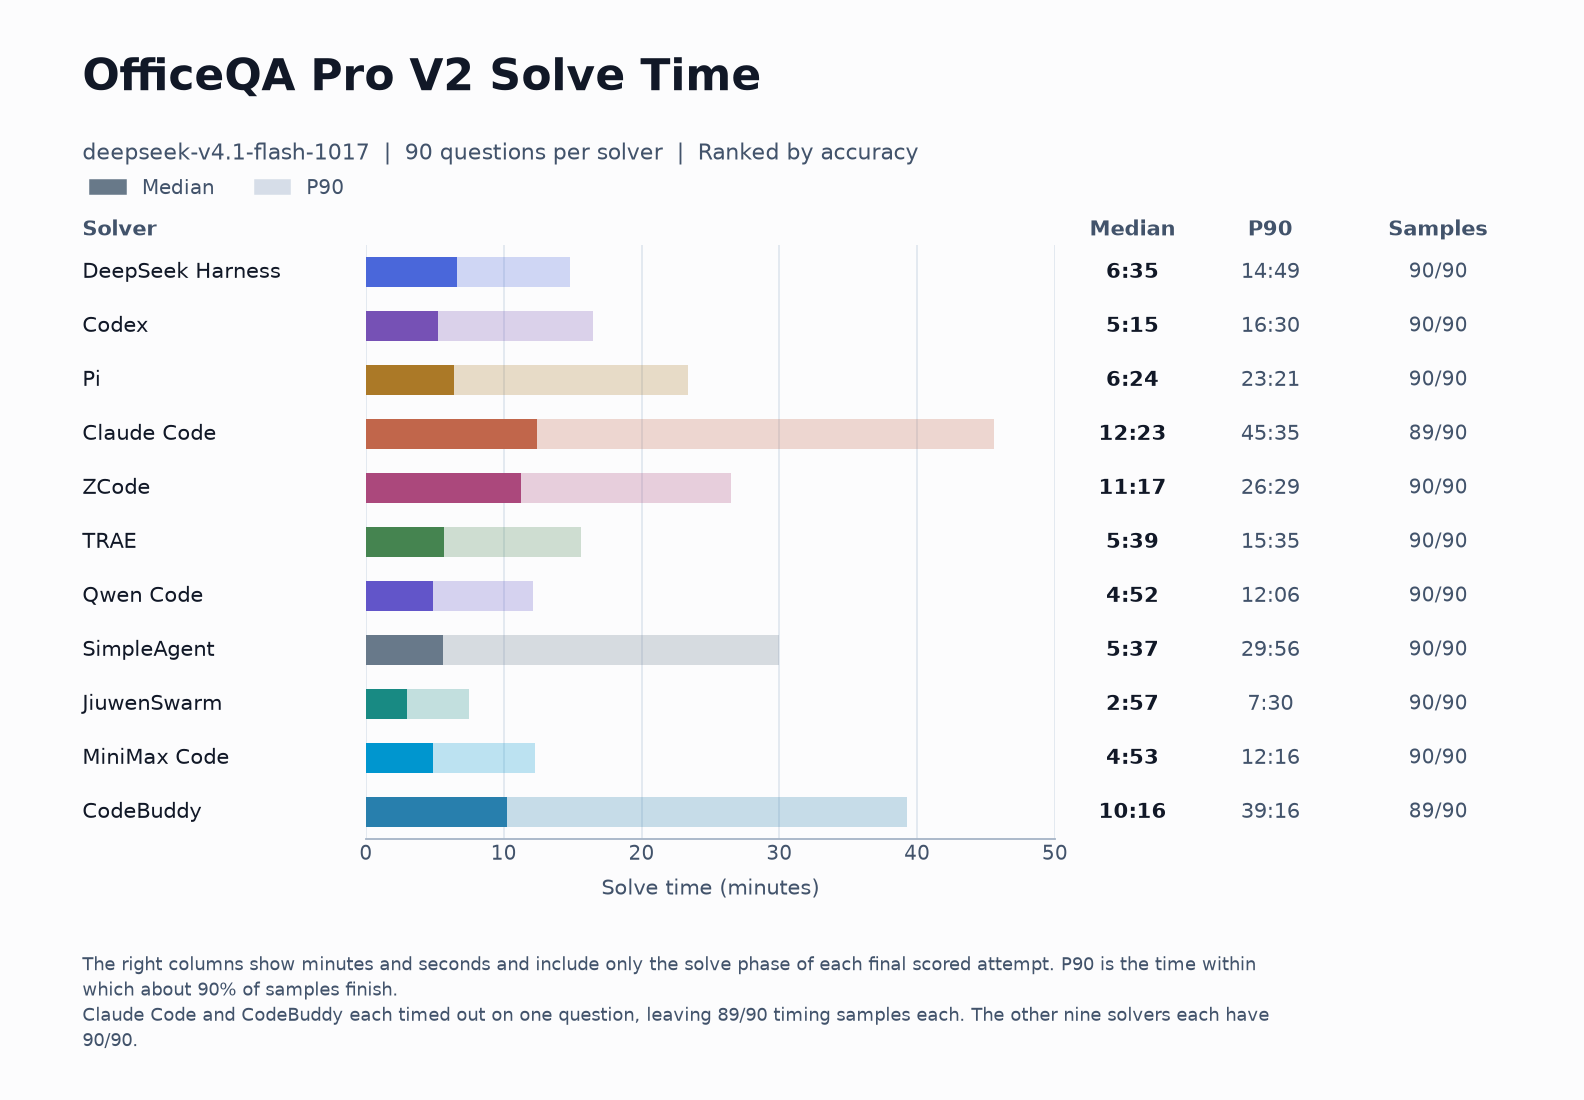 OfficeQA Pro V2 Solve Time
deepseek-v4.1-flash-1017 | 90 questions per solver | Ranked by accuracy
Median P90
Solver Median P90 Samples
DeepSeek Harness 6:35 14:49 90/90
Codex 5:15 16:30 90/90
Pi 6:24 23:21 90/90
Claude Code 12:23 45:35 89/90
ZCode 11:17 26:29 90/90
TRAE 5:39 15:35 90/90
Qwen Code 4:52 12:06 90/90
SimpleAgent 5:37 29:56 90/90
JiuwenSwarm 2:57 7:30 90/90
MiniMax Code 4:53 12:16 90/90
CodeBuddy 10:16 39:16 89/90
0 10 20 30 40 50
Solve time (minutes)
The right columns show minutes and seconds and include only the solve phase of each final scored attempt. P90 is the time within
which about 90% of samples finish.
Claude Code and CodeBuddy each timed out on one question, leaving 89/90 timing samples each. The other nine solvers each have
90/90.